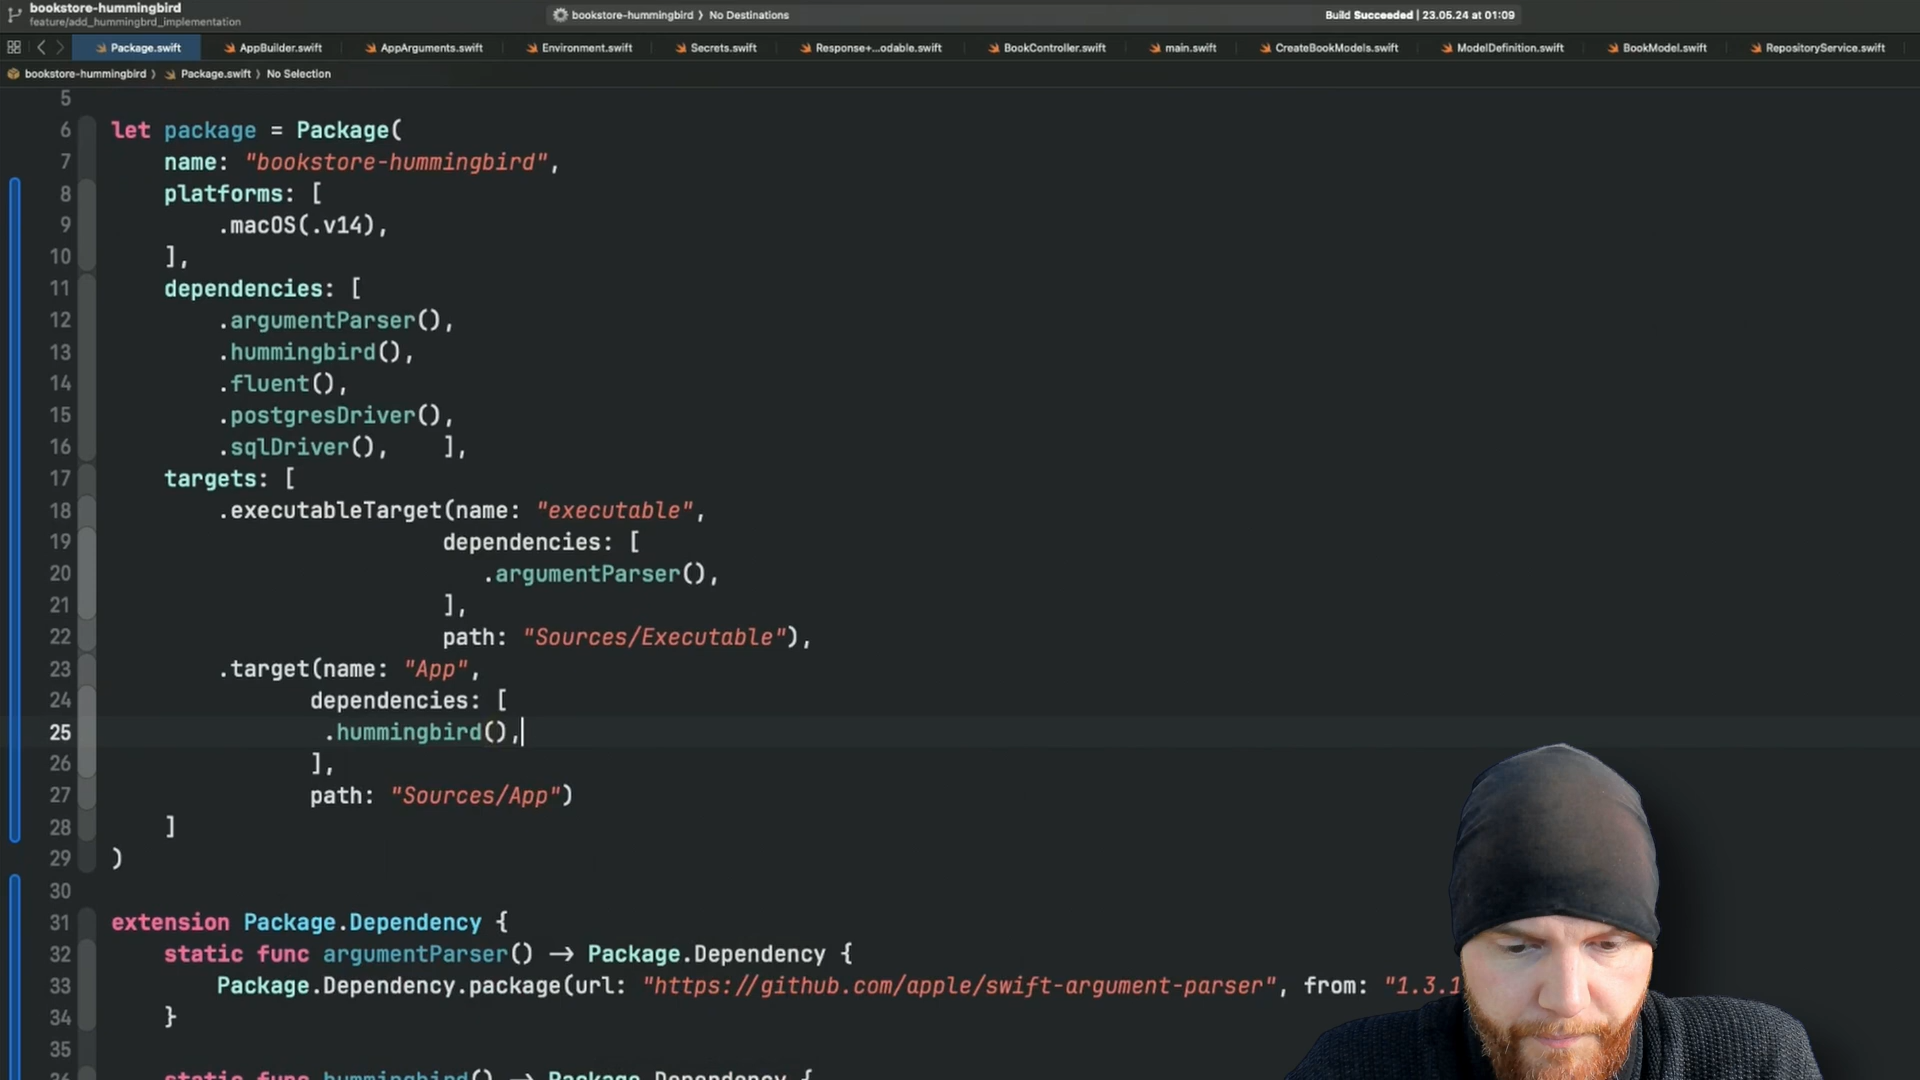 bookstore-hummingbird
feature/add_hummingbrd_implementation
bookstore-hummingbird 〉 No Destinations
Build Succeeded | 23.05.24 at 01:09
Package.swift AppBuilder.swift AppArguments.swift Environment.swift Secrets.swift Response+...odable.swift BookController.swift main.swift CreateBookModels.swift ModelDefinition.swift BookModel.swift RepositoryService.swift
bookstore-hummingbird 〉 Package.swift 〉 No Selection
5
6 let package = Package(
7 name: "bookstore-hummingbird",
8 platforms: [
9 .macOS(.v14),
10 ],
11 dependencies: [
12 .argumentParser(),
13 .hummingbird(),
14 .fluent(),
15 .postgresDriver(),
16 .sqlDriver(), ],
17 targets: [
18 .executableTarget(name: "executable",
19 dependencies: [
20 .argumentParser(),
21 ],
22 path: "Sources/Executable"),
23 .target(name: "App",
24 dependencies: [
25 .hummingbird(),
26 ],
27 path: "Sources/App")
28 ]
29 )
30
31 extension Package.Dependency {
32 static func argumentParser() -> Package.Dependency {
33 Package.Dependency.package(url: "https://github.com/apple/swift-argument-parser", from: "1.3.1
34 }
35
36 static func hummingbird() -> Package.Dependency {